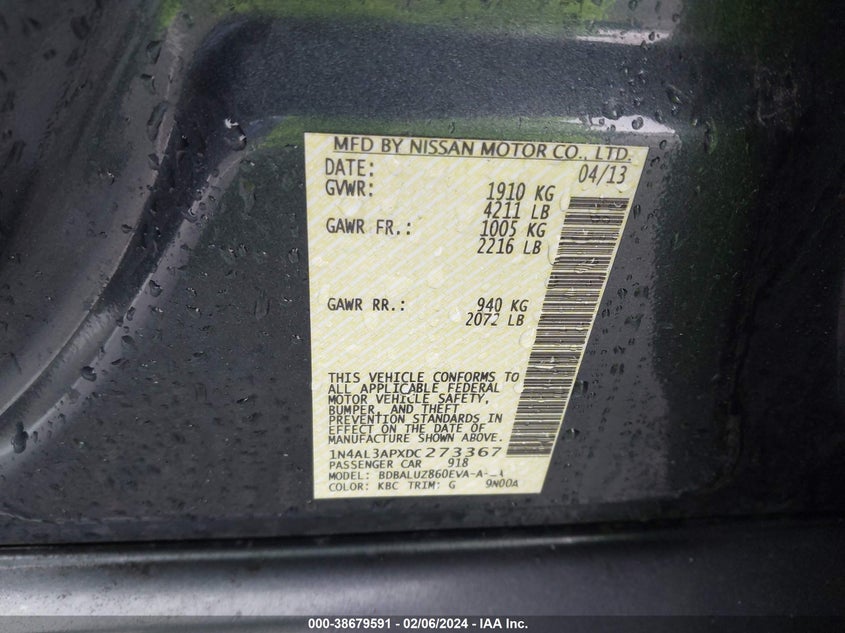 MFD BY NISSAN MOTOR CO., LTD.
DATE: 04/13
GVWR: 1910 KG
4211 LB
GAWR FR.: 1005 KG
2216 LB
GAWR RR.: 940 KG
2072 LB
THIS VEHICLE CONFORMS TO
ALL APPLICABLE FEDERAL
MOTOR VEHICLE SAFETY,
BUMPER, AND THEFT
PREVENTION STANDARDS IN
EFFECT ON THE DATE OF
MANUFACTURE SHOWN ABOVE.
1N4AL3APXDC273367
PASSENGER CAR 918
MODEL:
COLOR: KBC TRIM: G 9N00A
000-38679591 - 02/06/2024 - IAA Inc.